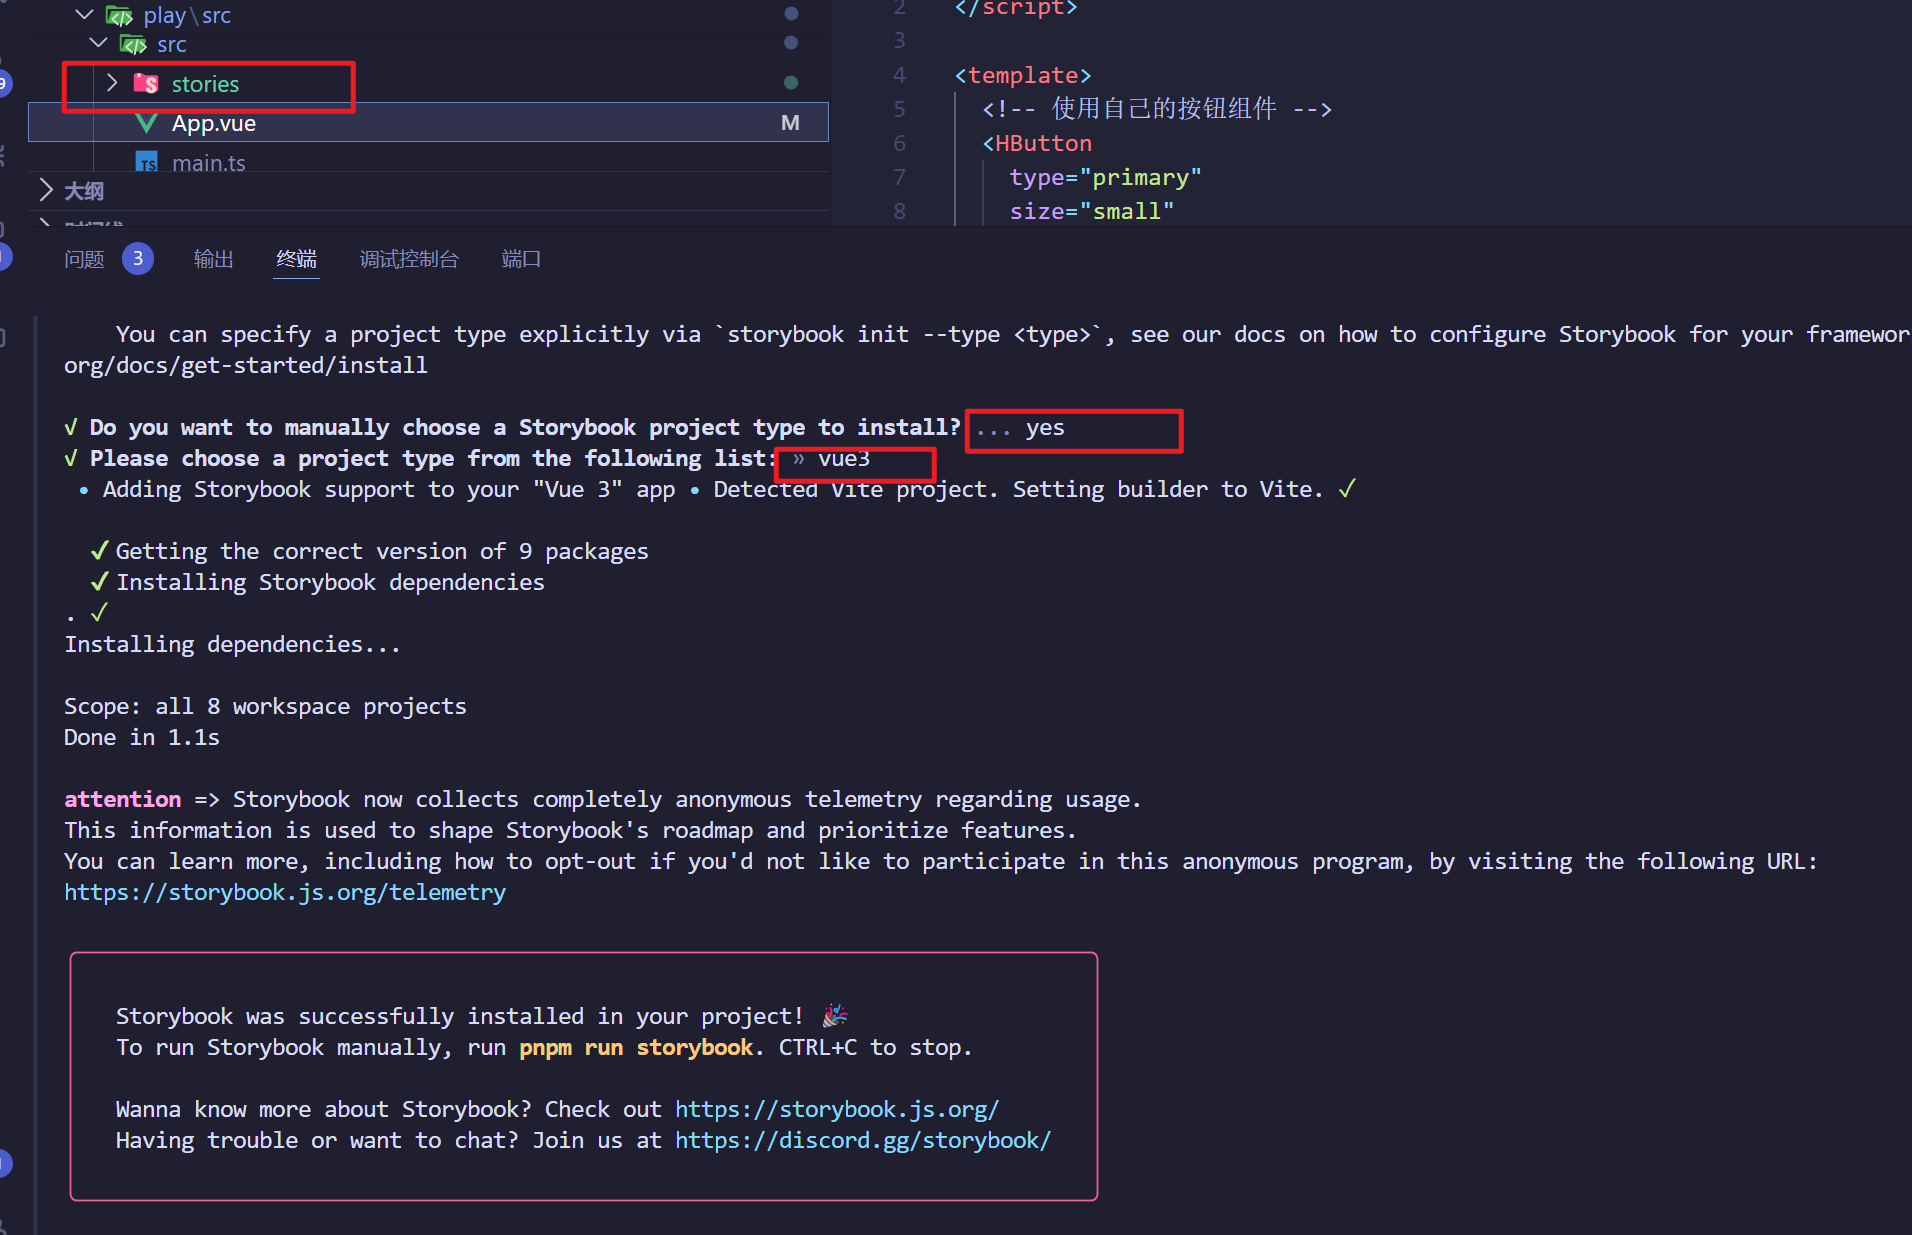 play\src
src
stories
App.vue M
main.ts
大纲
2 </script>
3
4 <template>
5 <!-- 使用自己的按钮组件 -->
6 <HButton
7 type="primary"
8 size="small"
问题 3 输出 终端 调试控制台 端口
You can specify a project type explicitly via `storybook init --type <type>`, see our docs on how to configure Storybook for your framewor
org/docs/get-started/install
√ Do you want to manually choose a Storybook project type to install? ... yes
√ Please choose a project type from the following list: » vue3
• Adding Storybook support to your "Vue 3" app • Detected Vite project. Setting builder to Vite. ✓
✓ Getting the correct version of 9 packages
✓ Installing Storybook dependencies
. ✓
Installing dependencies...
Scope: all 8 workspace projects
Done in 1.1s
attention => Storybook now collects completely anonymous telemetry regarding usage.
This information is used to shape Storybook's roadmap and prioritize features.
You can learn more, including how to opt-out if you'd not like to participate in this anonymous program, by visiting the following URL:
https://storybook.js.org/telemetry
Storybook was successfully installed in your project! 🎉
To run Storybook manually, run pnpm run storybook. CTRL+C to stop.
Wanna know more about Storybook? Check out https://storybook.js.org/
Having trouble or want to chat? Join us at https://discord.gg/storybook/